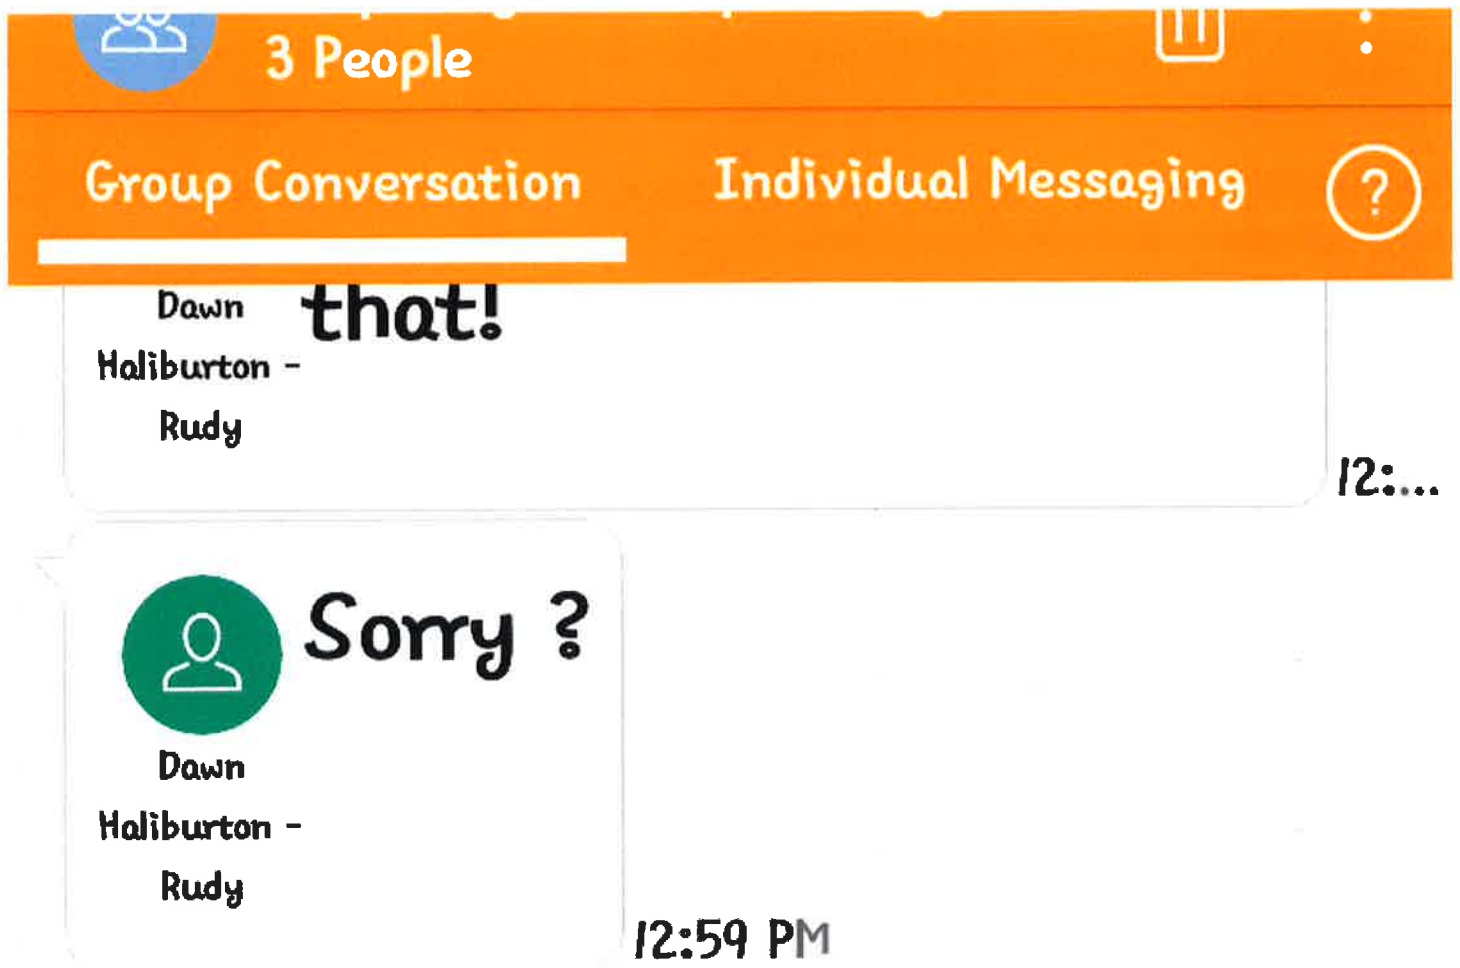 3 People
Group Conversation Individual Messaging ?
that!
Dawn
Haliburton -
Rudy
12:...
Sorry ?
Dawn
Haliburton -
Rudy
12:59 PM